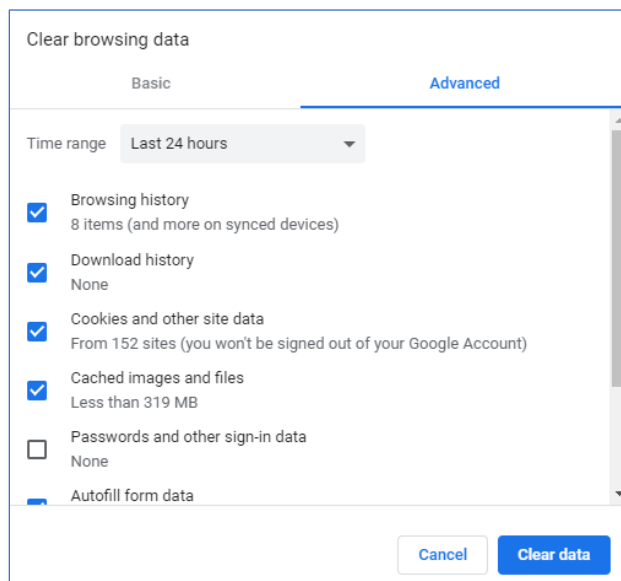 Clear browsing data
Basic
Advanced
Time range
Last 24 hours
Browsing history
8 items (and more on synced devices)
Download history
None
Cookies and other site data
From 152 sites (you won't be signed out of your Google Account)
Cached images and files
Less than 319 MB
Passwords and other sign-in data
None
Autofill form data
Cancel
Clear data